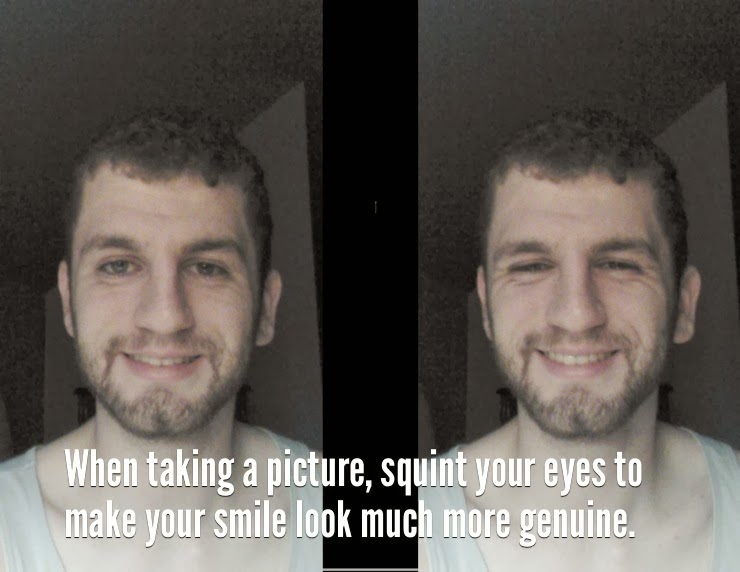 When taking a picture, squint your eyes to
make your smile look much more genuine.